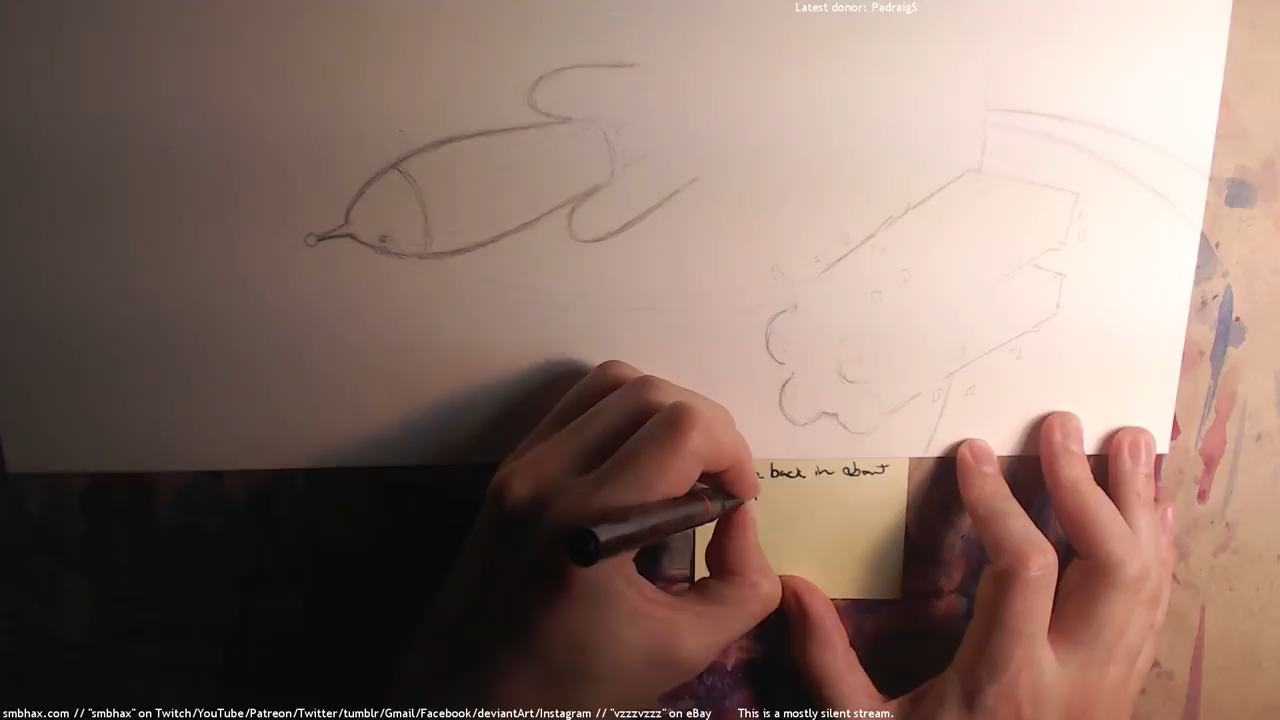 Latest donor: PadraigS
back in about
smbhax.com // "smbhax" on Twitch/YouTube/Patreon/Twitter/tumblr/Gmail/Facebook/deviantArt/Instagram // "vzzzvzzz" on eBay
This is a mostly silent stream.